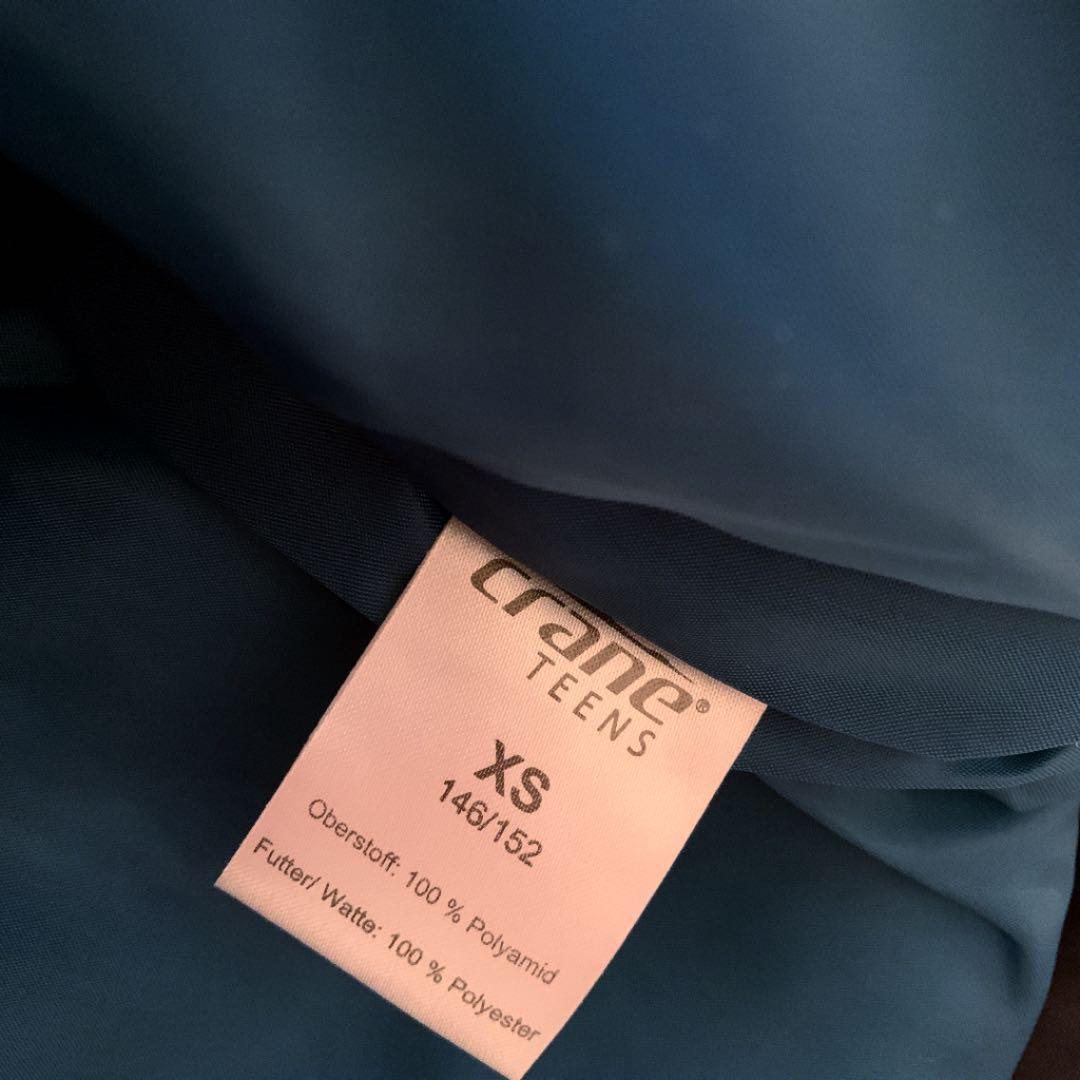 crane®
TEENS
XS
146/152
Oberstoff: 100 % Polyamid
Futter/ Watte: 100 % Polyester